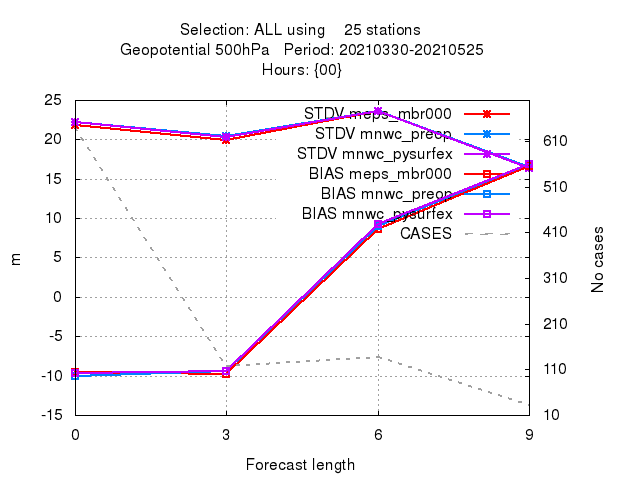 Selection: ALL using    25 stations
Geopotential 500hPa   Period: 20210330-20210525
Hours: {00}
25
20
15
10
5
0
-5
-10
-15
m
STDV meps_mbr000
STDV mnwc_preop
STDV mnwc_pysurfex
BIAS meps_mbr000
BIAS mnwc_preop
BIAS mnwc_pysurfex
CASES
610
510
410
310
210
110
10
No cases
0 3 6 9
Forecast length